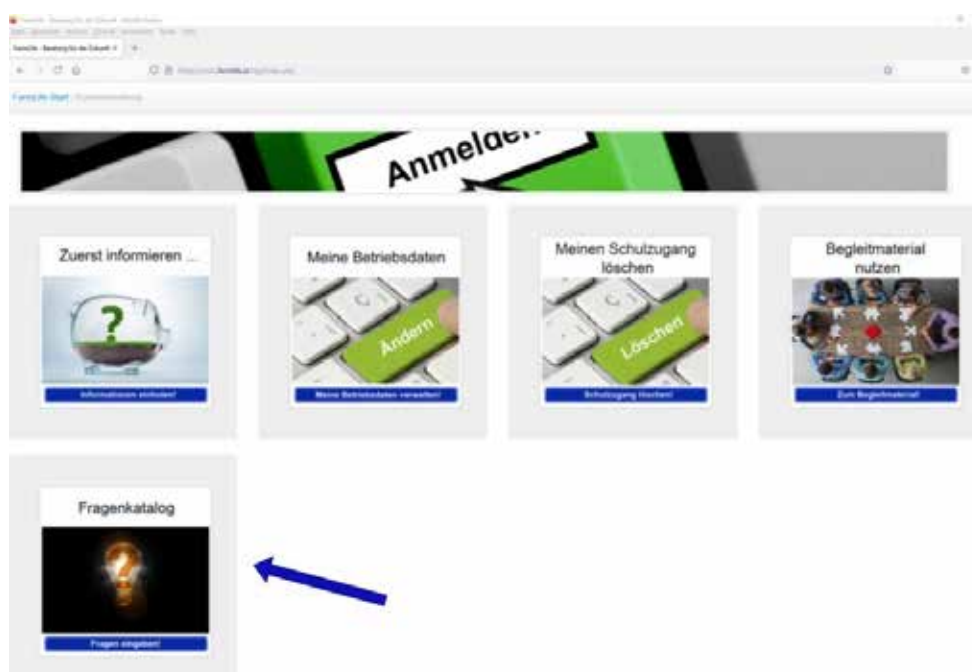 Anmelden
Zuerst informieren ...
Informationen einholen!
Meine Betriebsdaten
Ändern
Meine Betriebsdaten verwalten!
Meinen Schulzugang
löschen
Löschen
Schulzugang löschen!
Begleitmaterial
nutzen
Zum Begleitmaterial!
Fragenkatalog
?
Fragen eingeben!